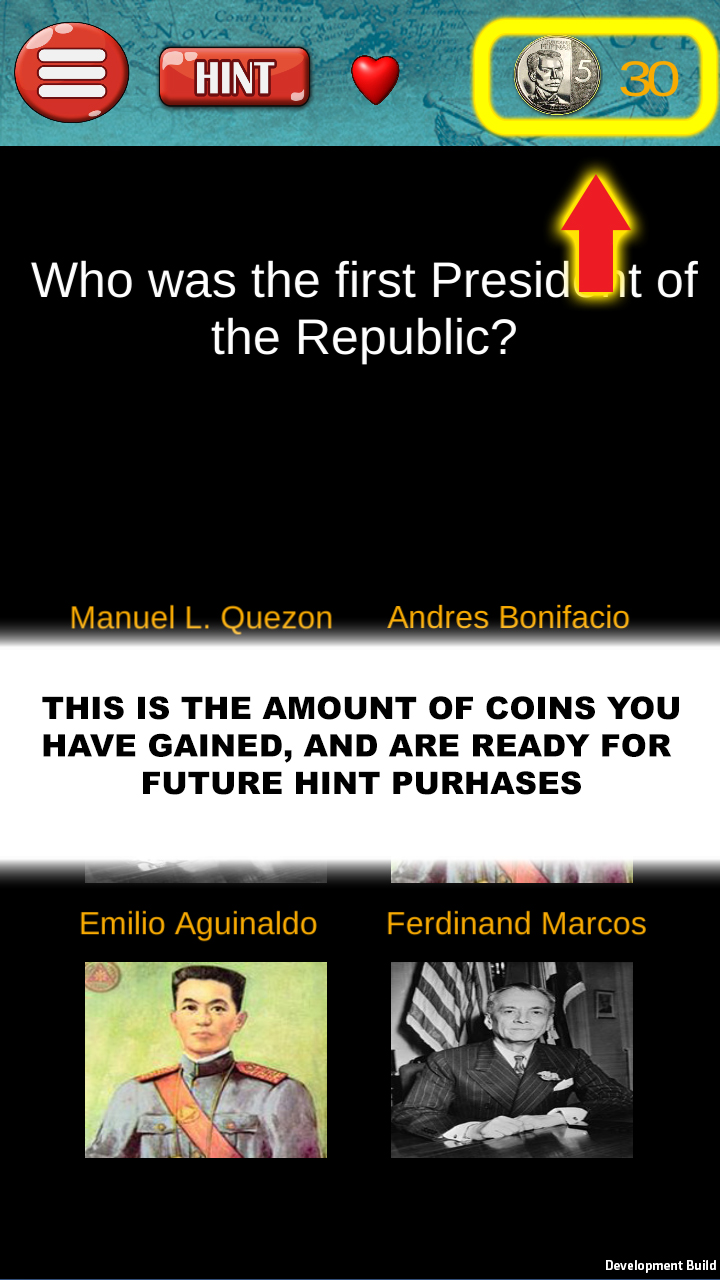 HINT
5
30
Who was the first President of
the Republic?
Manuel L. Quezon
Andres Bonifacio
THIS IS THE AMOUNT OF COINS YOU
HAVE GAINED, AND ARE READY FOR
FUTURE HINT PURHASES
Emilio Aguinaldo
Ferdinand Marcos
Development Build